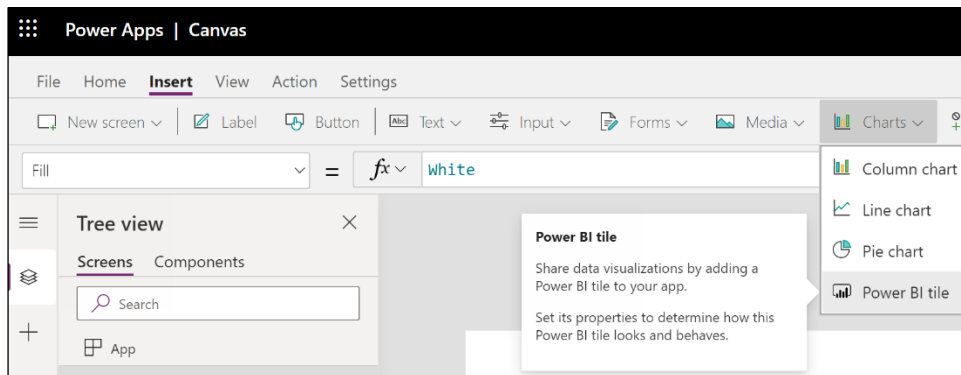 Power Apps | Canvas
File Home Insert View Action Settings
New screen Label Button Abc Text Input Forms Media Charts
Fill = fx White
Column chart
Line chart
Pie chart
Power BI tile
Tree view
Screens Components
Search
App
Power BI tile
Share data visualizations by adding a
Power BI tile to your app.
Set its properties to determine how this
Power BI tile looks and behaves.